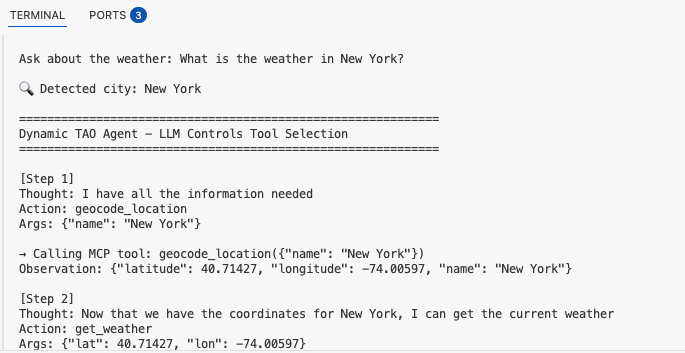 TERMINAL PORTS 3
Ask about the weather: What is the weather in New York?
🔍 Detected city: New York
============================================================
Dynamic TAO Agent – LLM Controls Tool Selection
============================================================
[Step 1]
Thought: I have all the information needed
Action: geocode_location
Args: {"name": "New York"}
→ Calling MCP tool: geocode_location({"name": "New York"})
Observation: {"latitude": 40.71427, "longitude": -74.00597, "name": "New York"}
[Step 2]
Thought: Now that we have the coordinates for New York, I can get the current weather
Action: get_weather
Args: {"lat": 40.71427, "lon": -74.00597}